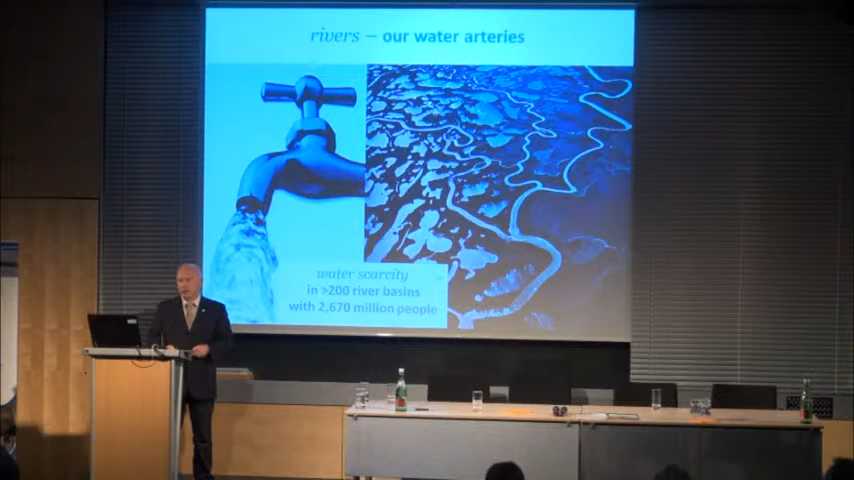 rivers – our water arteries
water scarcity
in >200 river basins
with 2,670 million people